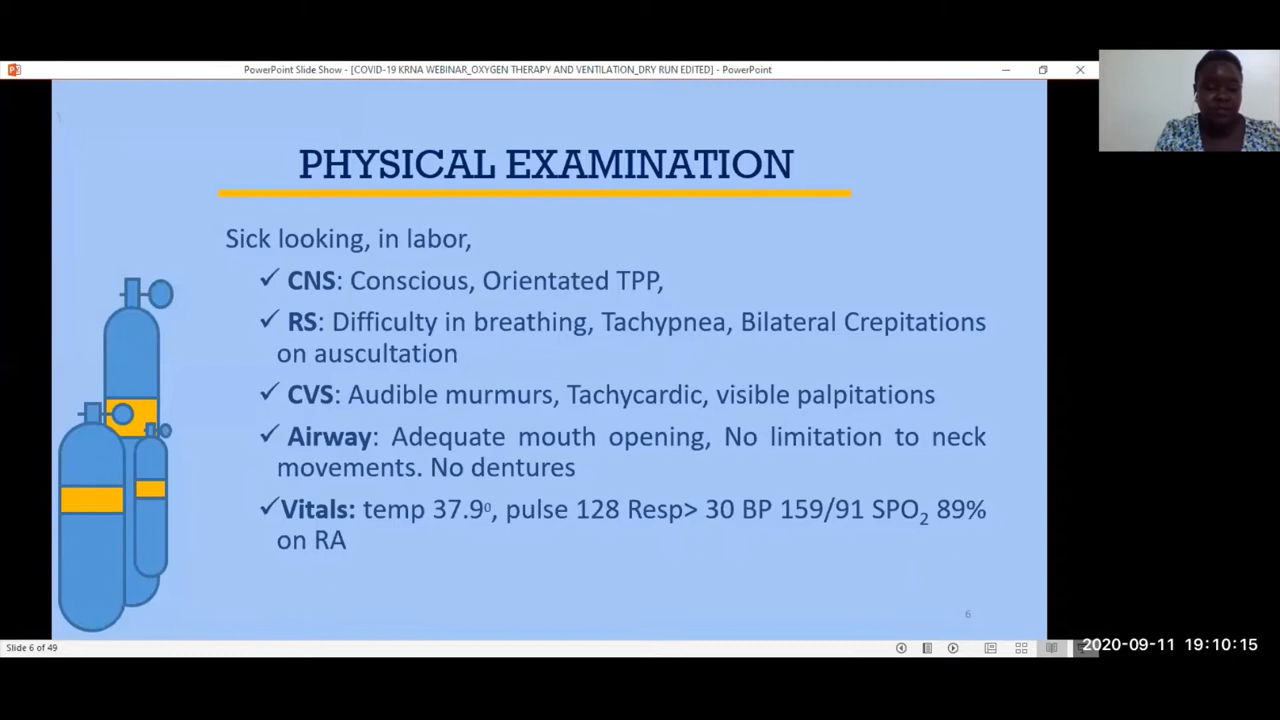 PowerPoint Slide Show - [COVID-19 KRNA WEBINAR_OXYGEN THERAPY AND VENTILATION_DRY RUN EDITED] - PowerPoint
PHYSICAL EXAMINATION
Sick looking, in labor,
✓ CNS: Conscious, Orientated TPP,
✓ RS: Difficulty in breathing, Tachypnea, Bilateral Crepitations
on auscultation
✓ CVS: Audible murmurs, Tachycardic, visible palpitations
✓ Airway: Adequate mouth opening, No limitation to neck
movements. No dentures
✓Vitals: temp 37.9⁰, pulse 128 Resp> 30 BP 159/91 SPO₂ 89%
on RA
6
Slide 6 of 49
2020-09-11 19:10:15